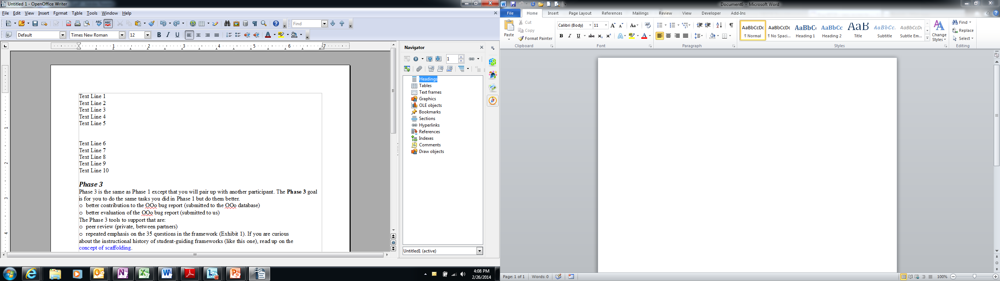 Untitled 1 - OpenOffice Writer
File Edit View Insert Format Table Tools Window Help
Find
Default Times New Roman 12
1 2 3 4 5 6 7
Text Line 1
Text Line 2
Text Line 3
Text Line 4
Text Line 5
Text Line 6
Text Line 7
Text Line 8
Text Line 9
Text Line 10
Phase 3
Phase 3 is the same as Phase 1 except that you will pair up with another participant. The Phase 3 goal
is for you to do the same tasks you did in Phase 1 but do them better.
o better contribution to the OOo bug report (submitted to the OOo database)
o better evaluation of the OOo bug report (submitted to us)
The Phase 3 tools to support that are:
o peer review (private, between partners)
o repeated emphasis on the 35 questions in the framework (Exhibit 1). If you are curious
about the instructional history of student-guiding frameworks (like this one), read up on the
concept of scaffolding.
1
2
3
4
Navigator
1
Headings
Tables
Text frames
Graphics
OLE objects
Bookmarks
Sections
Hyperlinks
References
Indexes
Comments
Draw objects
Untitled1 (active)
4:08 PM
2/26/2014
Document6 - Microsoft Word
File Home Insert Page Layout References Mailings Review View Developer Add-Ins
Paste
Cut
Copy
Format Painter
Clipboard
Calibri (Body) 11
Font
Paragraph
AaBbCcDc AaBbCcDc AaBbC AaBbCc AaB AaBbCc. AaBbCcDc
¶ Normal ¶ No Spaci... Heading 1 Heading 2 Title Subtitle Subtle Em...
Change
Styles
Styles
Find
Replace
Select
Editing
Page: 1 of 1 Words: 0
100%